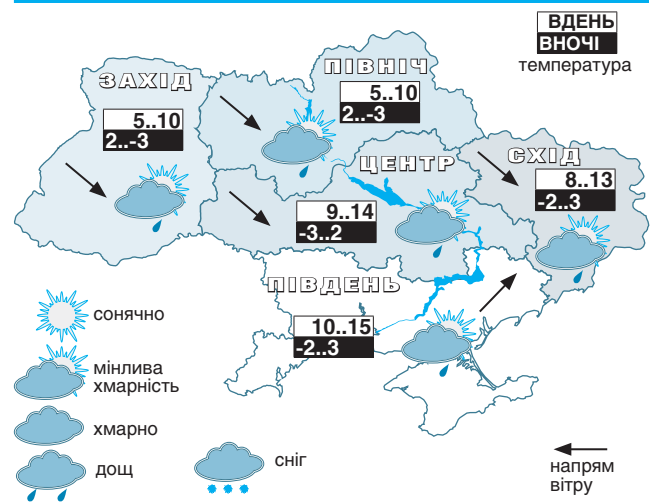 ВДЕНЬ
ВНОЧІ
температура
ПІВНІЧ
5..10
2..-3
ЗАХІД
5..10
2..-3
ЦЕНТР
9..14
-3..2
СХІД
8..13
-2..3
ПІВДЕНЬ
10..15
-2..3
сонячно
мінлива
хмарність
хмарно
дощ
сніг
напрям
вітру